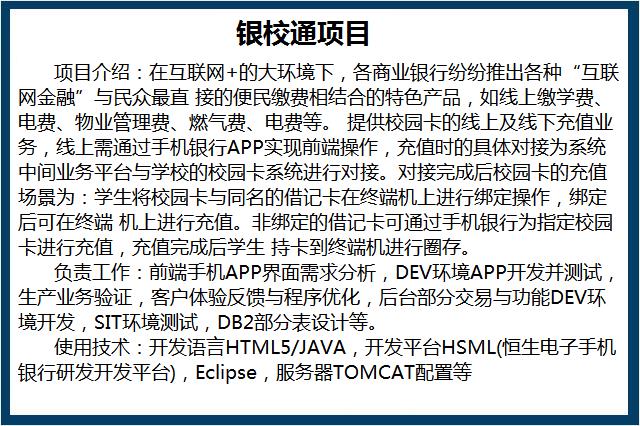 银校通项目
项目介绍：在互联网+的大环境下，各商业银行纷纷推出各种“互联
网金融”与民众最直 接的便民缴费相结合的特色产品，如线上缴学费、
电费、物业管理费、燃气费、电费等。 提供校园卡的线上及线下充值业
务，线上需通过手机银行APP实现前端操作，充值时的具体对接为系统
中间业务平台与学校的校园卡系统进行对接。对接完成后校园卡的充值
场景为：学生将校园卡与同名的借记卡在终端机上进行绑定操作，绑定
后可在终端 机上进行充值。非绑定的借记卡可通过手机银行为指定校园
卡进行充值，充值完成后学生 持卡到终端机进行圈存。
负责工作：前端手机APP界面需求分析，DEV环境APP开发并测试，
生产业务验证，客户体验反馈与程序优化，后台部分交易与功能DEV环
境开发，SIT环境测试，DB2部分表设计等。
使用技术：开发语言HTML5/JAVA，开发平台HSML(恒生电子手机
银行研发开发平台)，Eclipse，服务器TOMCAT配置等